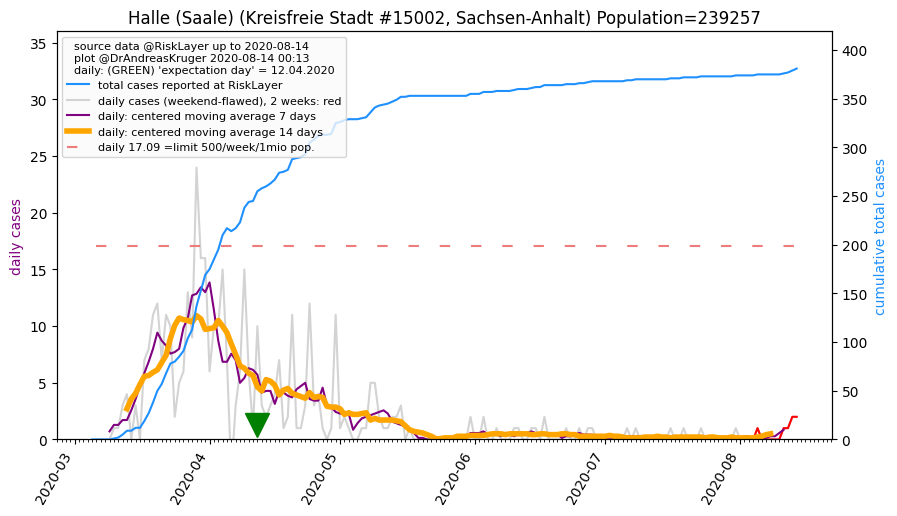 Halle (Saale) (Kreisfreie Stadt #15002, Sachsen-Anhalt) Population=239257
source data @RiskLayer up to 2020-08-14
plot @DrAndreasKruger 2020-08-14 00:13
daily: (GREEN) 'expectation day' = 12.04.2020
total cases reported at RiskLayer
daily cases (weekend-flawed), 2 weeks: red
daily: centered moving average 7 days
daily: centered moving average 14 days
daily 17.09 =limit 500/week/1mio pop.
daily cases
35
30
25
20
15
10
5
0
cumulative total cases
400
350
300
250
200
150
100
50
0
2020-03
2020-04
2020-05
2020-06
2020-07
2020-08